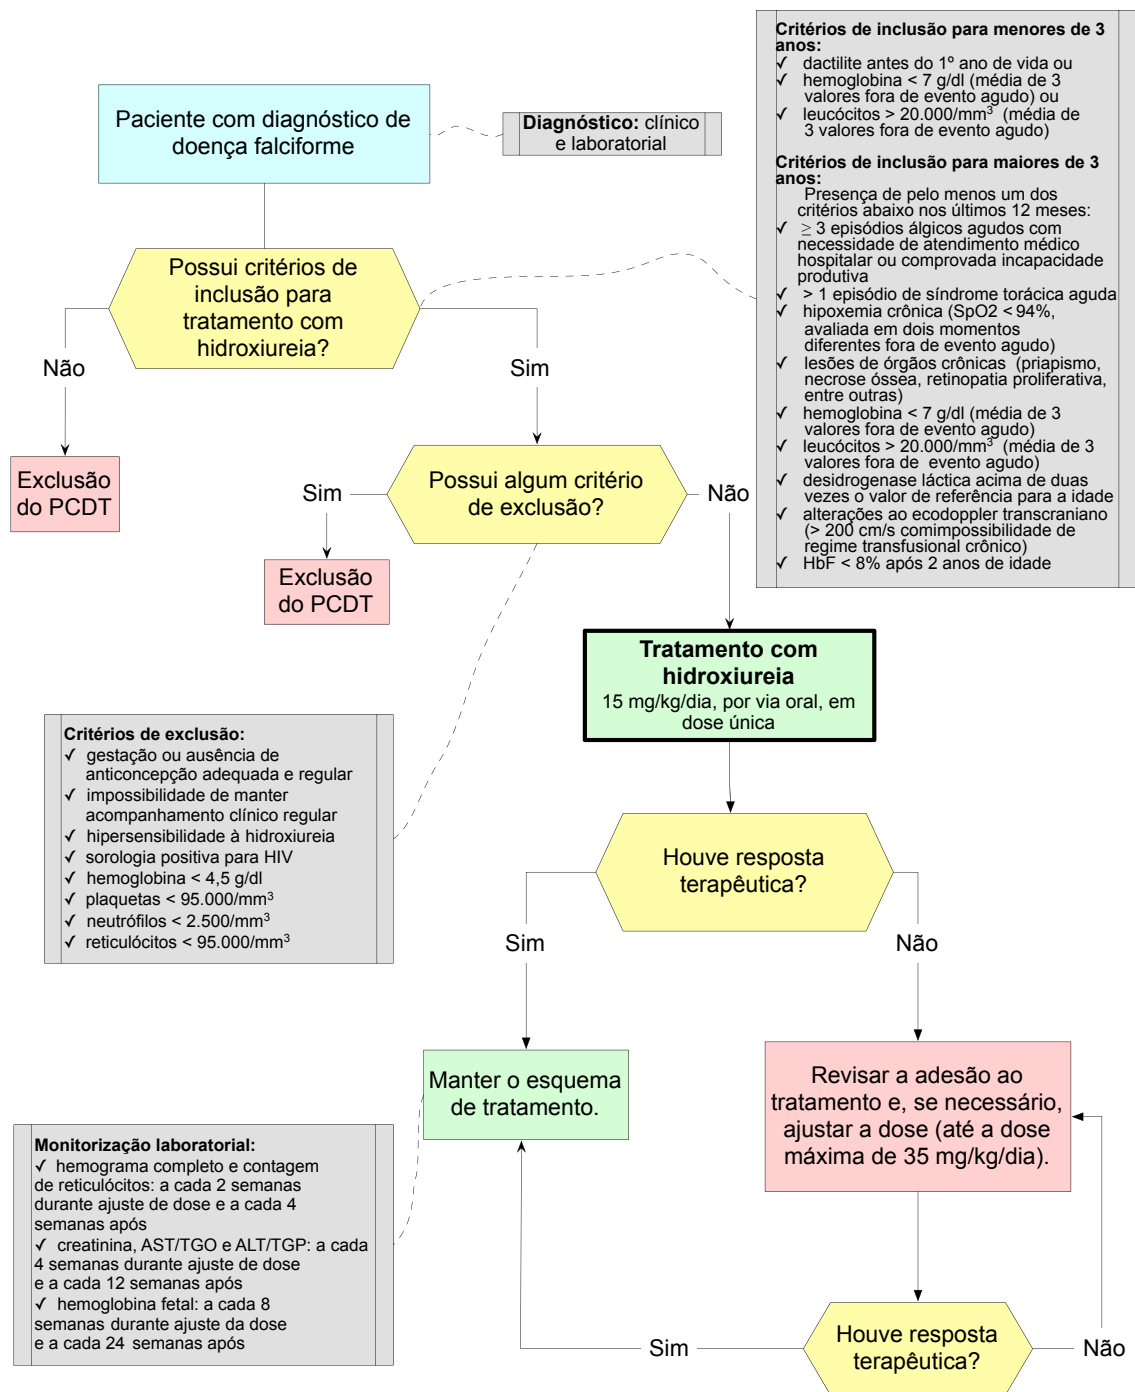 Paciente com diagnóstico de
doença falciforme
Diagnóstico: clínico
e laboratorial
Critérios de inclusão para menores de 3
anos:
✓ dactilite antes do 1º ano de vida ou
✓ hemoglobina < 7 g/dl (média de 3
valores fora de evento agudo) ou
✓ leucócitos > 20.000/mm³ (média de
3 valores fora de evento agudo)
Critérios de inclusão para maiores de 3
anos:
Presença de pelo menos um dos
critérios abaixo nos últimos 12 meses:
✓ ≥ 3 episódios álgicos agudos com
necessidade de atendimento médico
hospitalar ou comprovada incapacidade
produtiva
✓ > 1 episódio de síndrome torácica aguda
✓ hipoxemia crônica (SpO2 < 94%,
avaliada em dois momentos
diferentes fora de evento agudo)
✓ lesões de órgãos crônicas (priapismo,
necrose óssea, retinopatia proliferativa,
entre outras)
✓ hemoglobina < 7 g/dl (média de 3
valores fora de evento agudo)
✓ leucócitos > 20.000/mm³ (média de 3
valores fora de evento agudo)
✓ desidrogenase láctica acima de duas
vezes o valor de referência para a idade
✓ alterações ao ecodoppler transcraniano
(> 200 cm/s comimpossibilidade de
regime transfusional crônico)
✓ HbF < 8% após 2 anos de idade
Possui critérios de
inclusão para
tratamento com
hidroxiureia?
Não
Sim
Exclusão
do PCDT
Possui algum critério
de exclusão?
Sim
Não
Exclusão
do PCDT
Tratamento com
hidroxiureia
15 mg/kg/dia, por via oral, em
dose única
Critérios de exclusão:
✓ gestação ou ausência de
anticoncepção adequada e regular
✓ impossibilidade de manter
acompanhamento clínico regular
✓ hipersensibilidade à hidroxiureia
✓ sorologia positiva para HIV
✓ hemoglobina < 4,5 g/dl
✓ plaquetas < 95.000/mm³
✓ neutrófilos < 2.500/mm³
✓ reticulócitos < 95.000/mm³
Houve resposta
terapêutica?
Sim
Não
Manter o esquema
de tratamento.
Revisar a adesão ao
tratamento e, se necessário,
ajustar a dose (até a dose
máxima de 35 mg/kg/dia).
Monitorização laboratorial:
✓ hemograma completo e contagem
de reticulócitos: a cada 2 semanas
durante ajuste de dose e a cada 4
semanas após
✓ creatinina, AST/TGO e ALT/TGP: a cada
4 semanas durante ajuste de dose
e a cada 12 semanas após
✓ hemoglobina fetal: a cada 8
semanas durante ajuste da dose
e a cada 24 semanas após
Houve resposta
terapêutica?
Sim
Não